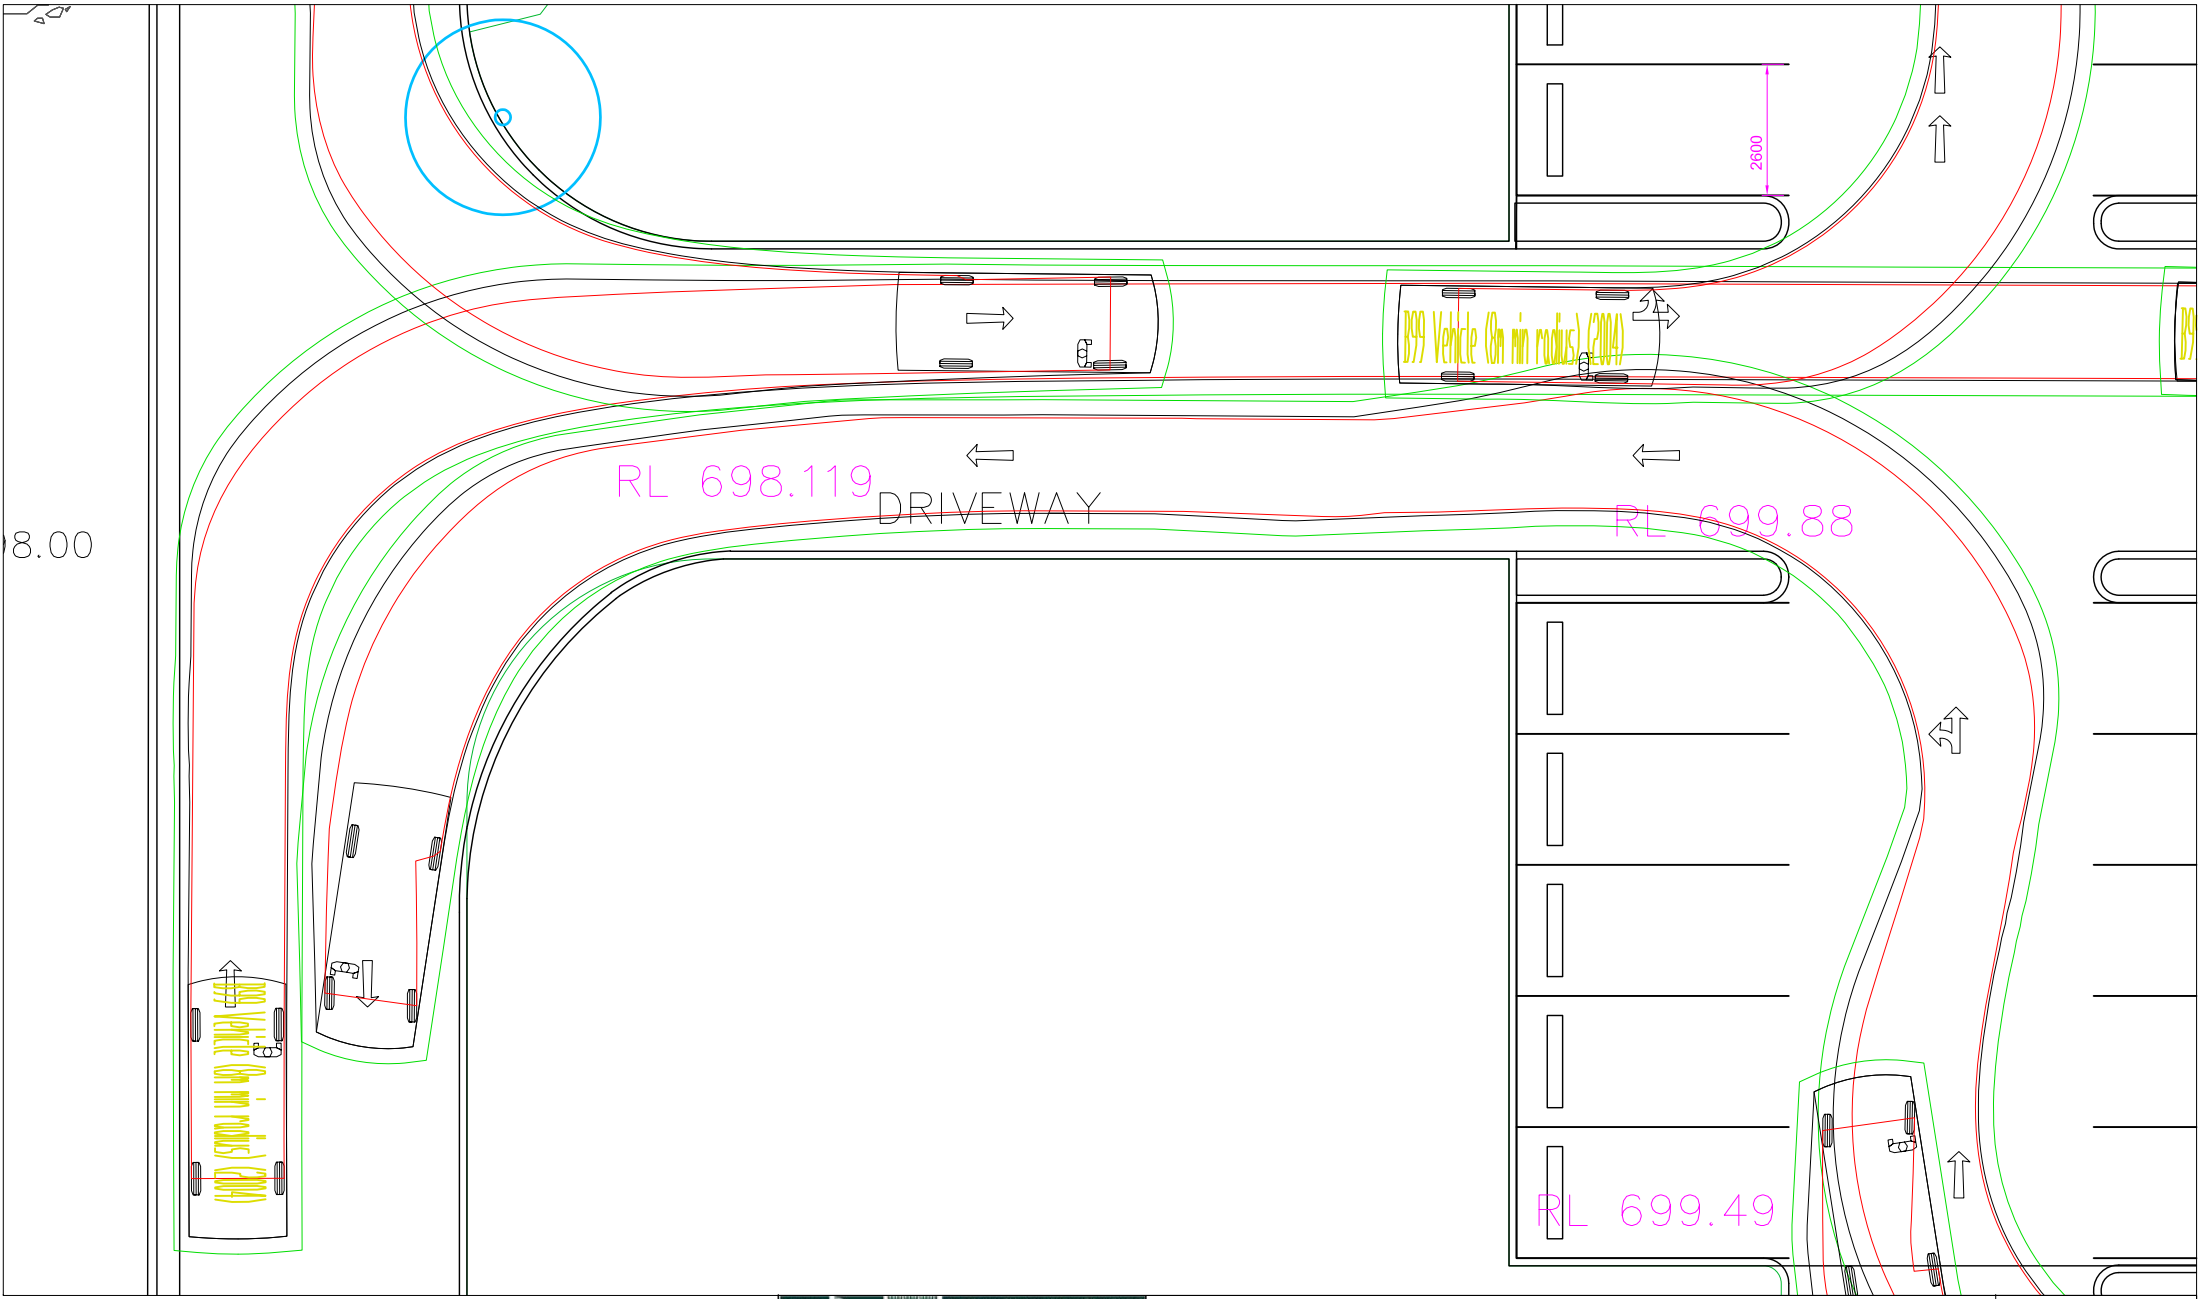 2600
B99 Vehicle (8m min radius) (2004)
B9
RL 698.119
DRIVEWAY
RL 699.88
8.00
B99 Vehicle (8m min radius) (2004)
RL 699.49